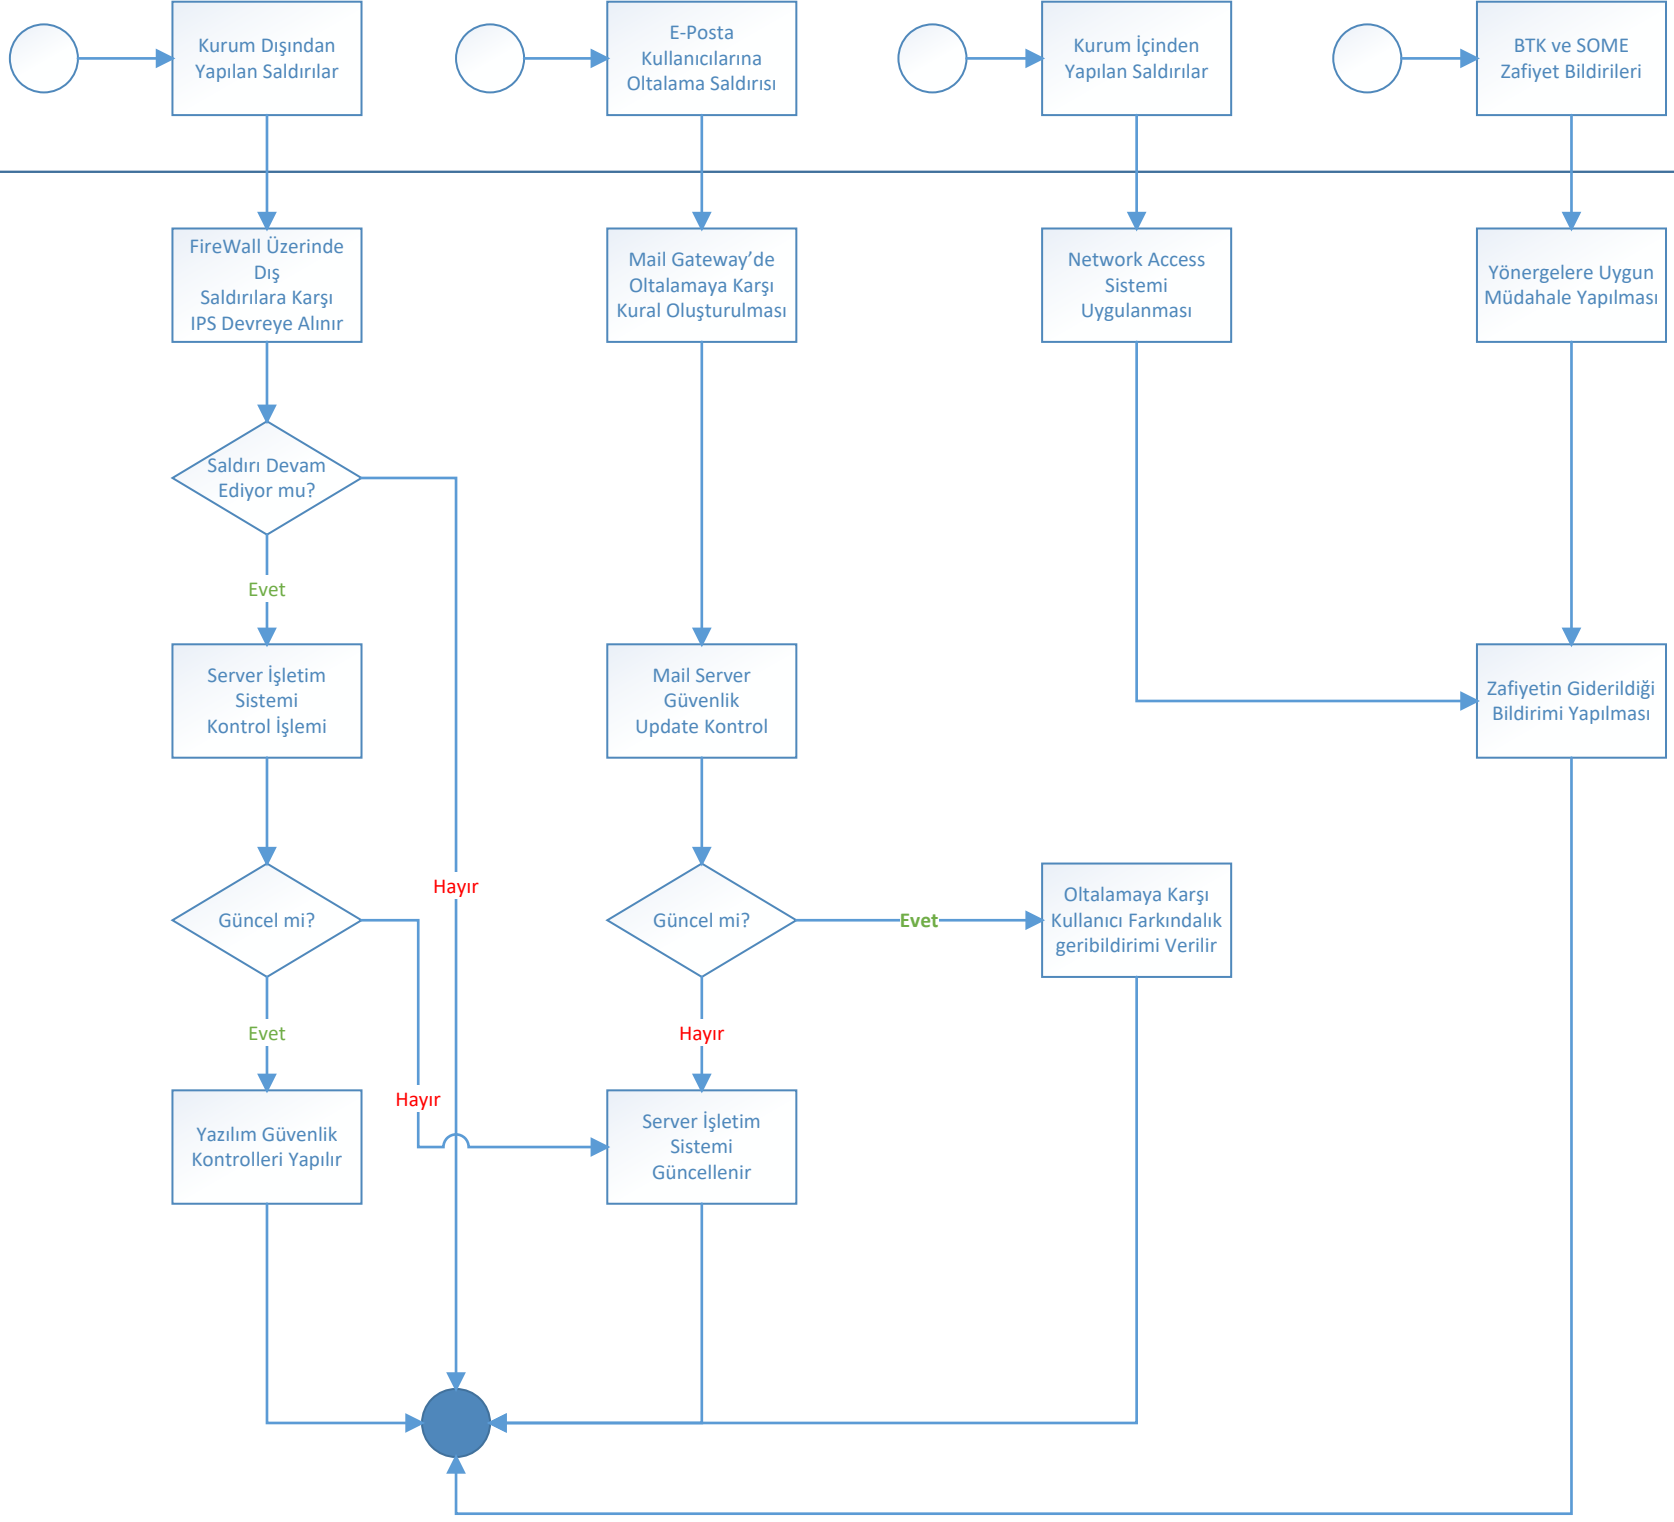 Kurum Dışından
Yapılan Saldırılar
E-Posta
Kullanıcılarına
Oltalama Saldırısı
Kurum İçinden
Yapılan Saldırılar
BTK ve SOME
Zafiyet Bildirileri
FireWall Üzerinde
Dış
Saldırılara Karşı
IPS Devreye Alınır
Mail Gateway’de
Oltalamaya Karşı
Kural Oluşturulması
Network Access
Sistemi
Uygulanması
Yönergelere Uygun
Müdahale Yapılması
Saldırı Devam
Ediyor mu?
Evet
Server İşletim
Sistemi
Kontrol İşlemi
Mail Server
Güvenlik
Update Kontrol
Zafiyetin Giderildiği
Bildirimi Yapılması
Hayır
Güncel mi?
Güncel mi?
Evet
Oltalamaya Karşı
Kullanıcı Farkındalık
geribildirimi Verilir
Evet
Hayır
Hayır
Yazılım Güvenlik
Kontrolleri Yapılır
Server İşletim
Sistemi
Güncellenir